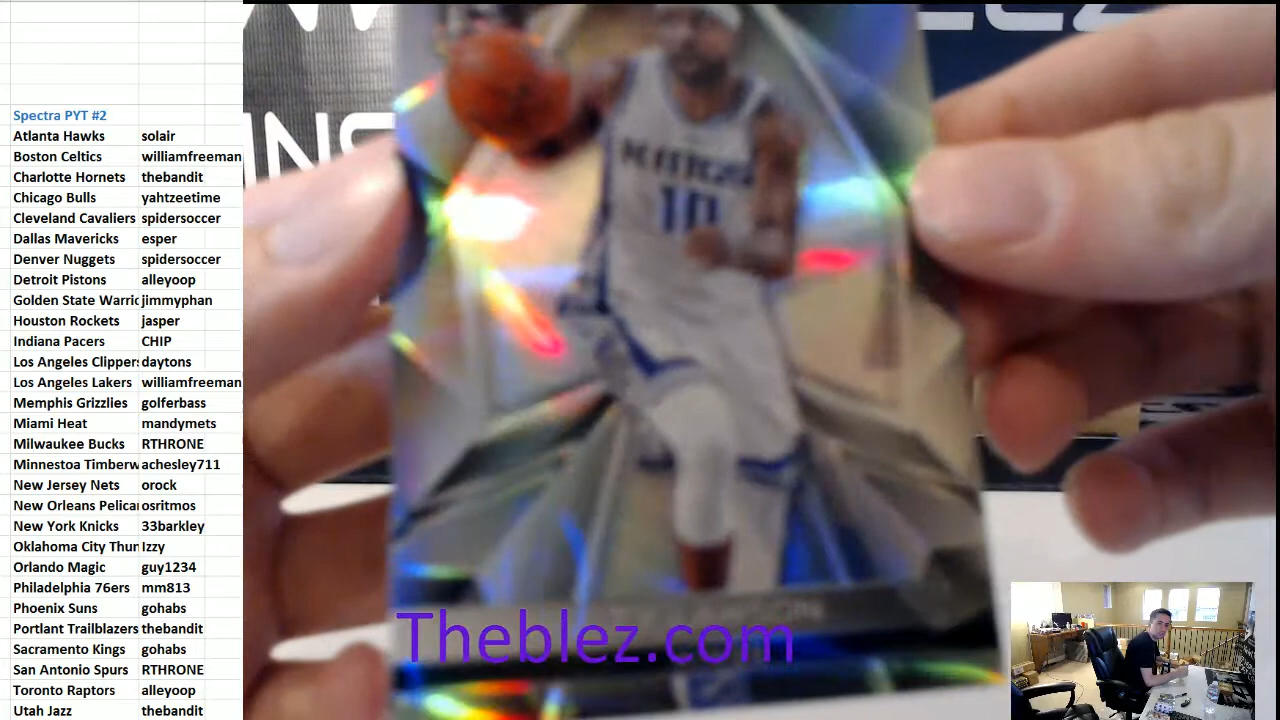 Spectra PYT #2
Atlanta Hawks solair
Boston Celtics williamfreeman
Charlotte Hornets thebandit
Chicago Bulls yahtzeetime
Cleveland Cavaliers spidersoccer
Dallas Mavericks esper
Denver Nuggets spidersoccer
Detroit Pistons alleyoop
Golden State Warric jimmyphan
Houston Rockets jasper
Indiana Pacers CHIP
Los Angeles Clippers daytons
Los Angeles Lakers williamfreeman
Memphis Grizzlies golferbass
Miami Heat mandymets
Milwaukee Bucks RTHRONE
Minnestoa Timberw achesley711
New Jersey Nets orock
New Orleans Pelica osritmos
New York Knicks 33barkley
Oklahoma City Thun Izzy
Orlando Magic guy1234
Philadelphia 76ers mm813
Phoenix Suns gohabs
Portlant Trailblazers thebandit
Sacramento Kings gohabs
San Antonio Spurs RTHRONE
Toronto Raptors alleyoop
Utah Jazz thebandit
KINGS
10
Theblez.com